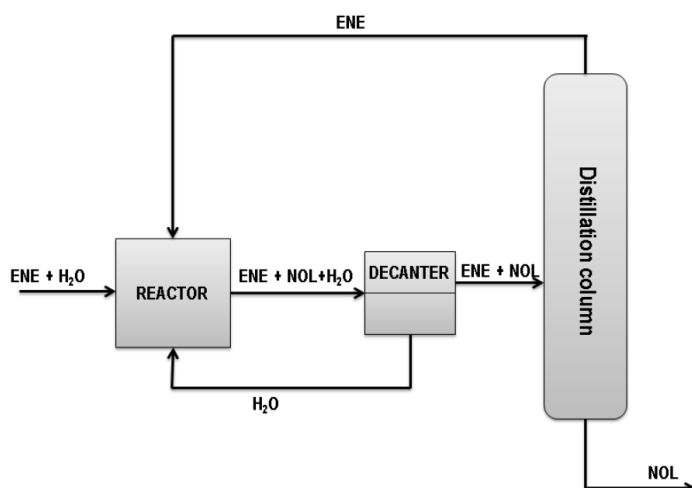 ENE
ENE + H₂O
REACTOR
ENE + NOL+H₂O
DECANTER
ENE + NOL
Distillation column
H₂O
NOL